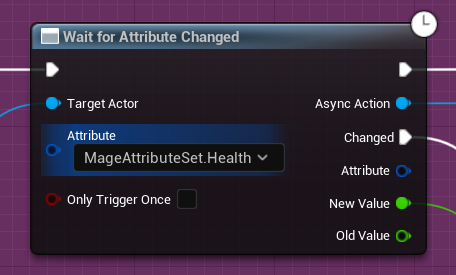 Wait for Attribute Changed
Target Actor
Async Action
Attribute
MageAttributeSet.Health
Changed
Attribute
Only Trigger Once
New Value
Old Value